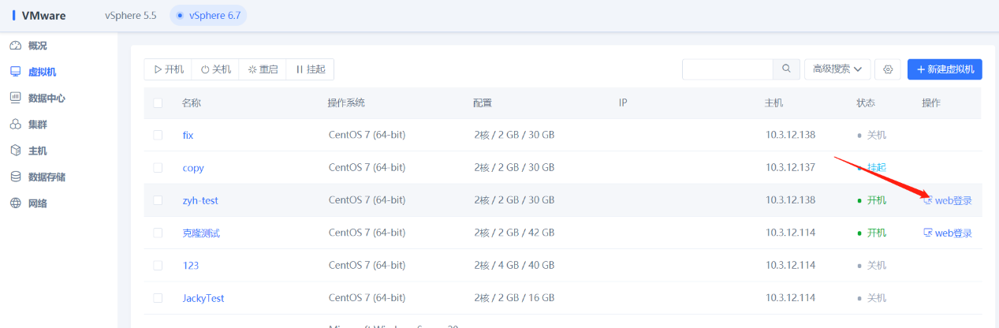 VMware vSphere 5.5 vSphere 6.7
概况
虚拟机
数据中心
集群
主机
数据存储
网络
开机 关机 重启 挂起 高级搜索 新建虚拟机
名称 操作系统 配置 IP 主机 状态 操作
fix CentOS 7 (64-bit) 2核 / 2 GB / 30 GB 10.3.12.138 关机
copy CentOS 7 (64-bit) 2核 / 2 GB / 30 GB 10.3.12.137 挂起
zyh-test CentOS 7 (64-bit) 2核 / 2 GB / 30 GB 10.3.12.138 开机 web登录
克隆测试 CentOS 7 (64-bit) 2核 / 2 GB / 42 GB 10.3.12.114 开机 web登录
123 CentOS 7 (64-bit) 2核 / 4 GB / 40 GB 10.3.12.114 关机
JackyTest CentOS 7 (64-bit) 2核 / 2 GB / 16 GB 10.3.12.114 关机